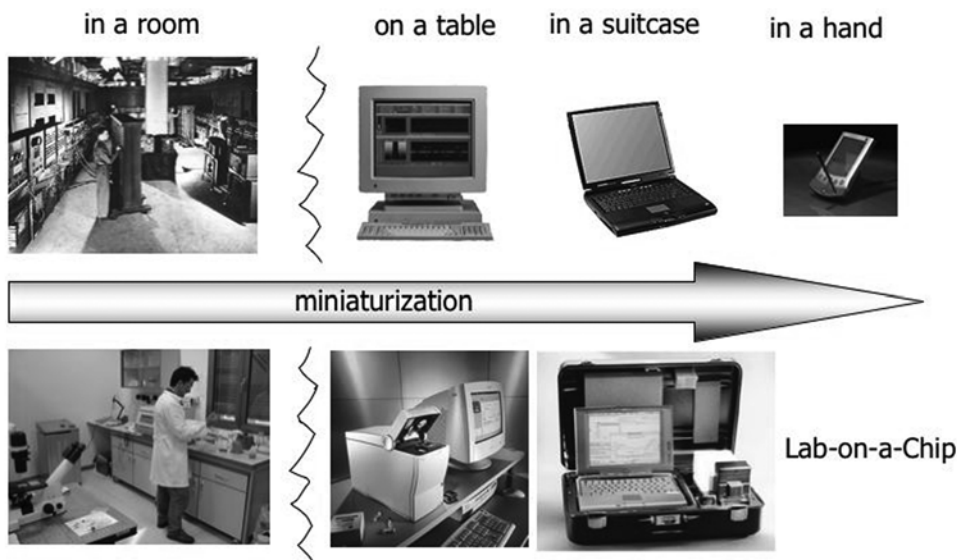 in a room
on a table
in a suitcase
in a hand
miniaturization
Lab-on-a-Chip